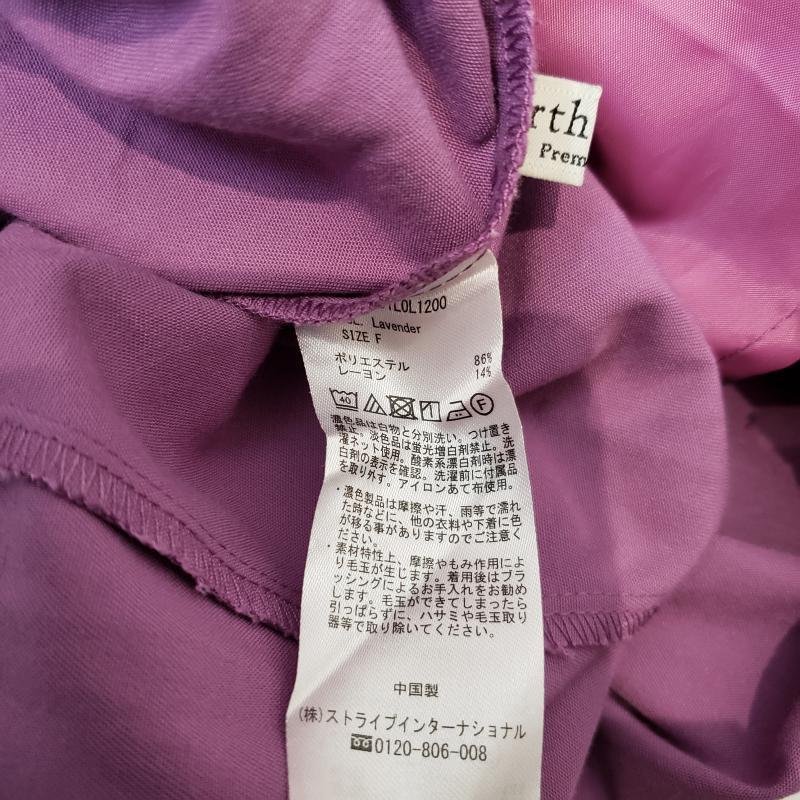 rth
Prem
1L0L1200
Lavender
SIZE F
ポリエステル 86%
レーヨン 14%
40 F
濃色品は白物と分別洗い。つけ置き
禁止。淡色品は蛍光増白剤禁止。洗
濯ネット使用。酸素系漂白剤時は漂
白剤の表示を確認。洗濯前に付属品
を取り外す。アイロンあて布使用。
・濃色製品は摩擦や汗、雨等で濡れ
た時などに、他の衣料や下着に色
が移る事がありますのでご注意く
ださい。
・素材特性上、摩擦やもみ作用によ
り毛玉が生じます。着用後はブラ
ッシングによるお手入れをお勧め
します。毛玉ができてしまったら
引っぱらずに、ハサミや毛玉取り
器等で取り除いてください。
中国製
(株)ストライプインターナショナル
0120-806-008